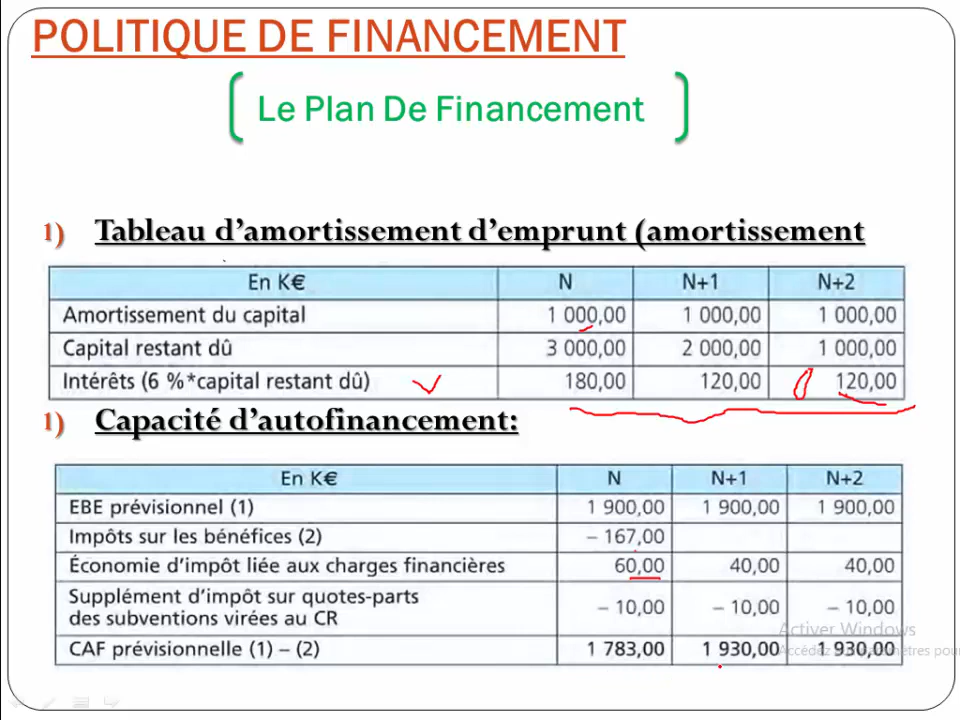 POLITIQUE DE FINANCEMENT
Le Plan De Financement
1) Tableau d'amortissement d'emprunt (amortissement
En K€ N N+1 N+2
Amortissement du capital 1 000,00 1 000,00 1 000,00
Capital restant dû 3 000,00 2 000,00 1 000,00
Intérêts (6 %*capital restant dû) 180,00 120,00 120,00
1) Capacité d'autofinancement:
En K€ N N+1 N+2
EBE prévisionnel (1) 1 900,00 1 900,00 1 900,00
Impôts sur les bénéfices (2) – 167,00
Économie d'impôt liée aux charges financières 60,00 40,00 40,00
Supplément d'impôt sur quotes-parts
des subventions virées au CR – 10,00 – 10,00 – 10,00
Activer Windows
CAF prévisionnelle (1) – (2) 1 783,00 1 930,00 1 930,00
Accédez aux paramètres pour